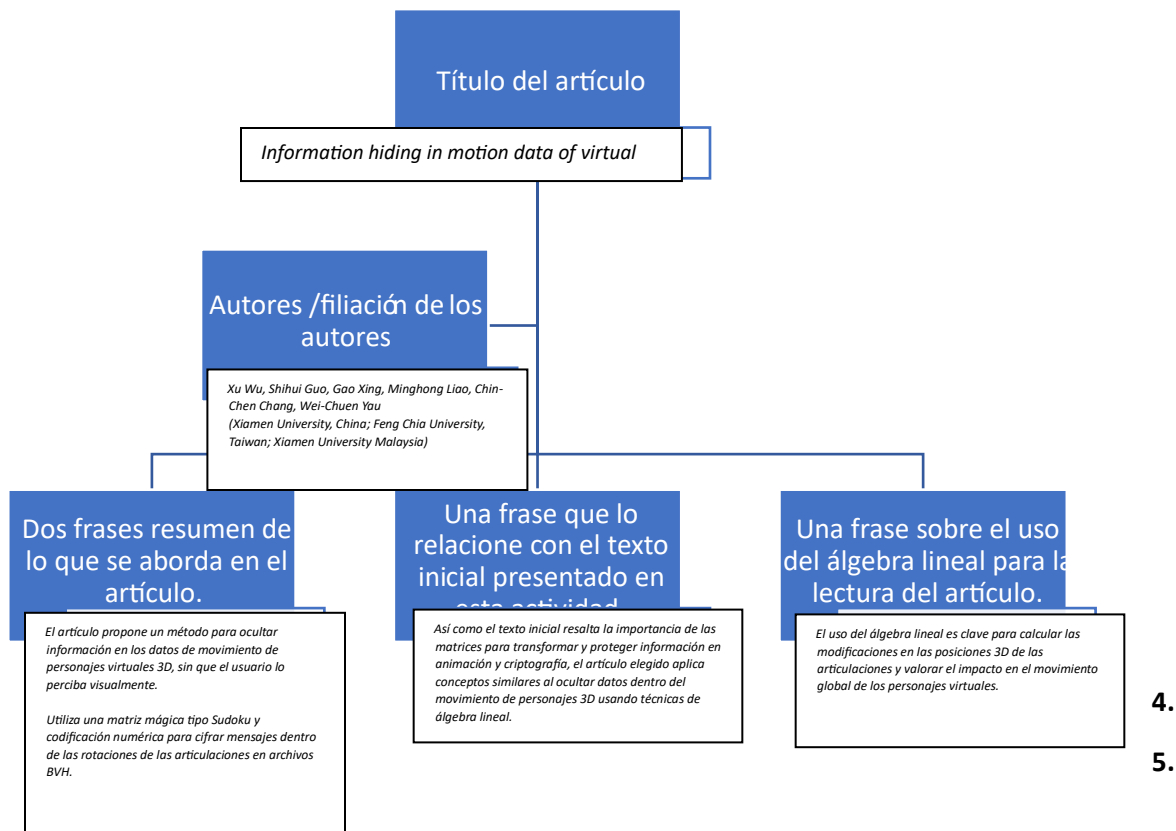 Título del artículo
Information hiding in motion data of virtual
Autores /filiación de los
autores
Xu Wu, Shihui Guo, Gao Xing, Minghong Liao, Chin-
Chen Chang, Wei-Chuen Yau
(Xiamen University, China; Feng Chia University,
Taiwan; Xiamen University Malaysia)
Dos frases resumen de
lo que se aborda en el
artículo.
El artículo propone un método para ocultar
información en los datos de movimiento de
personajes virtuales 3D, sin que el usuario lo
perciba visualmente.
Utiliza una matriz mágica tipo Sudoku y
codificación numérica para cifrar mensajes dentro
de las rotaciones de las articulaciones en archivos
BVH.
Una frase que lo
relacione con el texto
inicial presentado en
esta actividad.
Así como el texto inicial resalta la importancia de las
matrices para transformar y proteger información en
animación y criptografía, el artículo elegido aplica
conceptos similares al ocultar datos dentro del
movimiento de personajes 3D usando técnicas de
álgebra lineal.
Una frase sobre el uso
del álgebra lineal para la
lectura del artículo.
El uso del álgebra lineal es clave para calcular las
modificaciones en las posiciones 3D de las
articulaciones y valorar el impacto en el movimiento
global de los personajes virtuales.
4.
5.